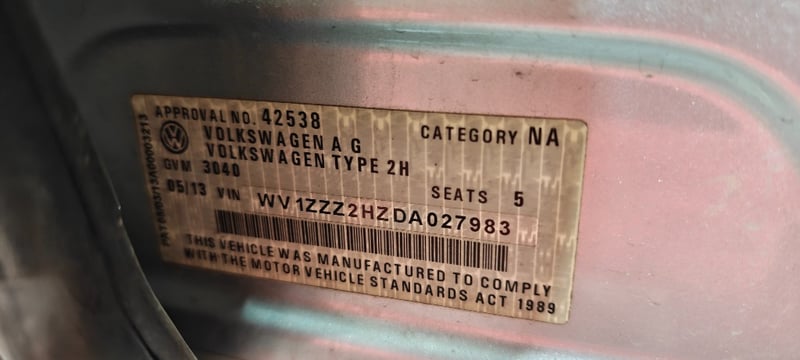 APPROVAL NO. 42538
CATEGORY NA
VOLKSWAGEN A G
VOLKSWAGEN TYPE 2H
GVM 3040
SEATS 5
05/13 VIN WV1ZZZ2HZDA027983
THIS VEHICLE WAS MANUFACTURED TO COMPLY
WITH THE MOTOR VEHICLE STANDARDS ACT 1989